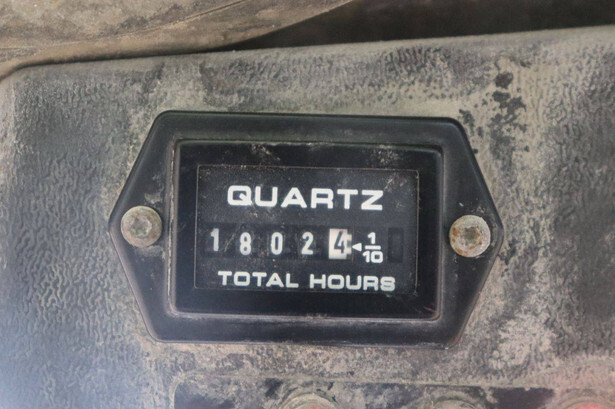 QUARTZ
18024 ◄ 1/10
TOTAL HOURS